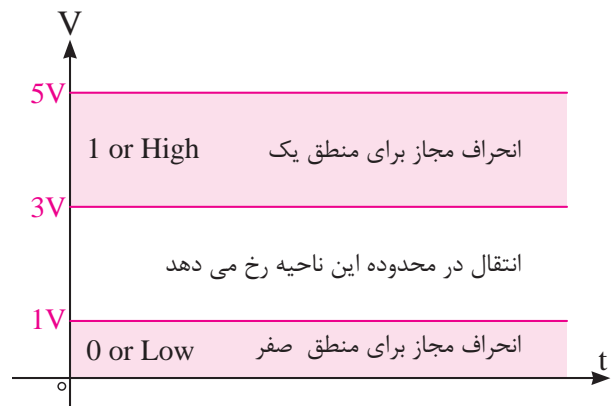 V
5V
1 or High انحراف مجاز برای منطق یک
3V
انتقال در محدوده این ناحیه رخ می دهد
1V
0 or Low انحراف مجاز برای منطق صفر
o
t